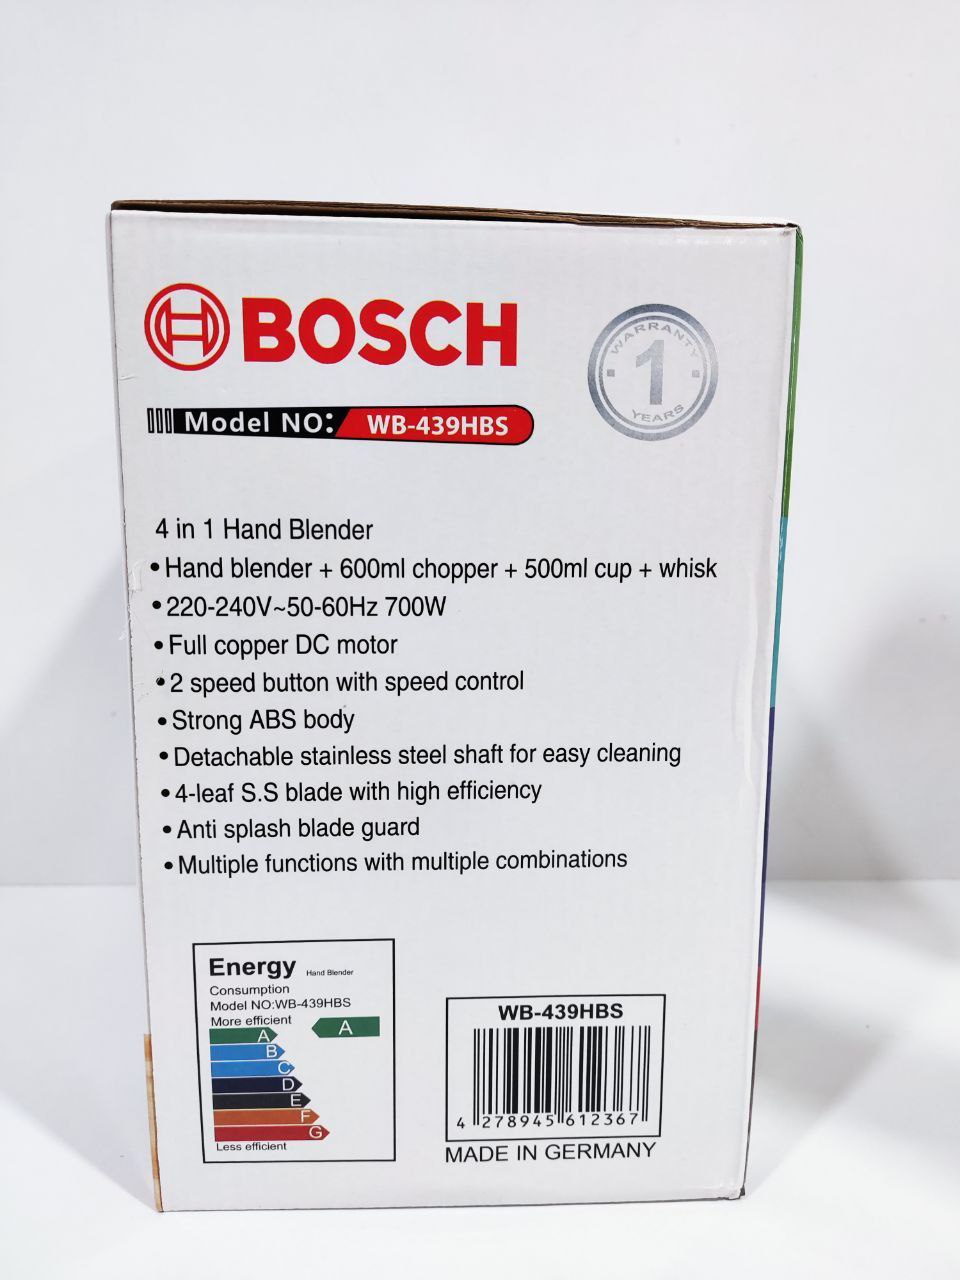 BOSCH
WARRANTY
1
YEARS
Model NO: WB-439HBS
4 in 1 Hand Blender
• Hand blender + 600ml chopper + 500ml cup + whisk
• 220-240V~50-60Hz 700W
• Full copper DC motor
• 2 speed button with speed control
• Strong ABS body
• Detachable stainless steel shaft for easy cleaning
• 4-leaf S.S blade with high efficiency
• Anti splash blade guard
• Multiple functions with multiple combinations
Energy Hand Blender
Consumption
Model NO:WB-439HBS
More efficient
A A
B
C
D
E
F
G
Less efficient
WB-439HBS
4 278945 612367
MADE IN GERMANY